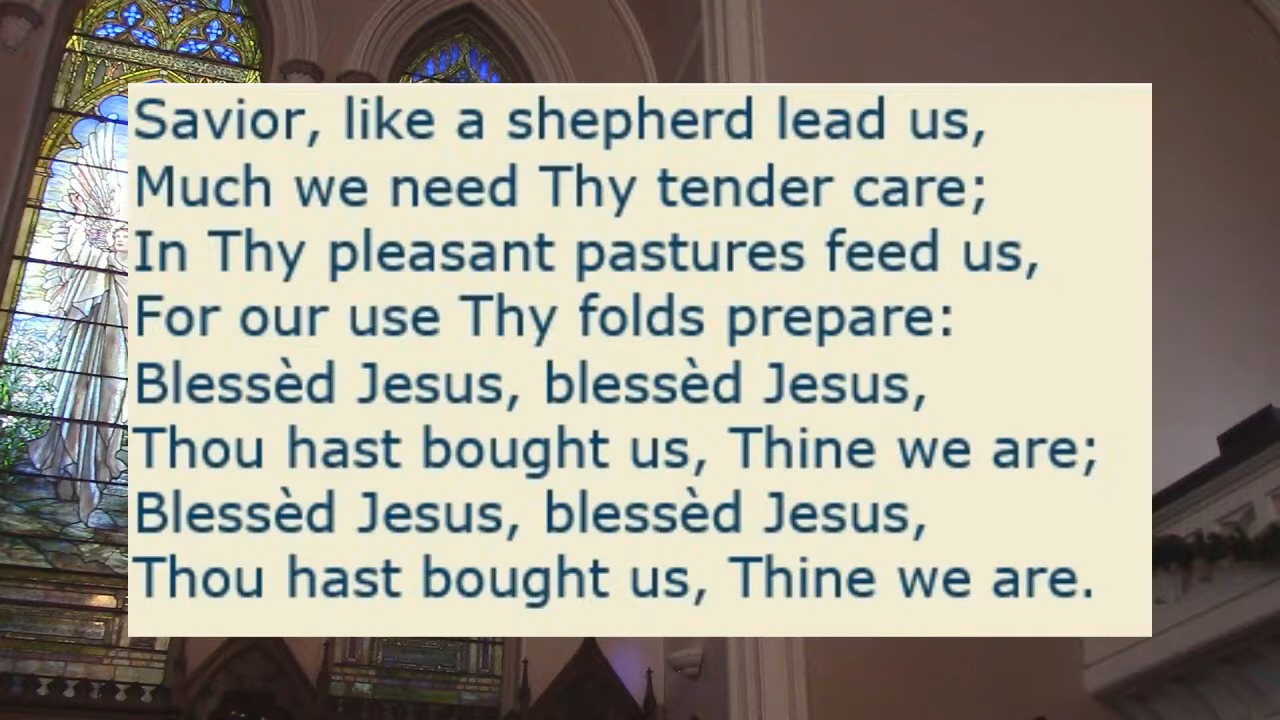 Savior, like a shepherd lead us,
Much we need Thy tender care;
In Thy pleasant pastures feed us,
For our use Thy folds prepare:
Blessèd Jesus, blessèd Jesus,
Thou hast bought us, Thine we are;
Blessèd Jesus, blessèd Jesus,
Thou hast bought us, Thine we are.